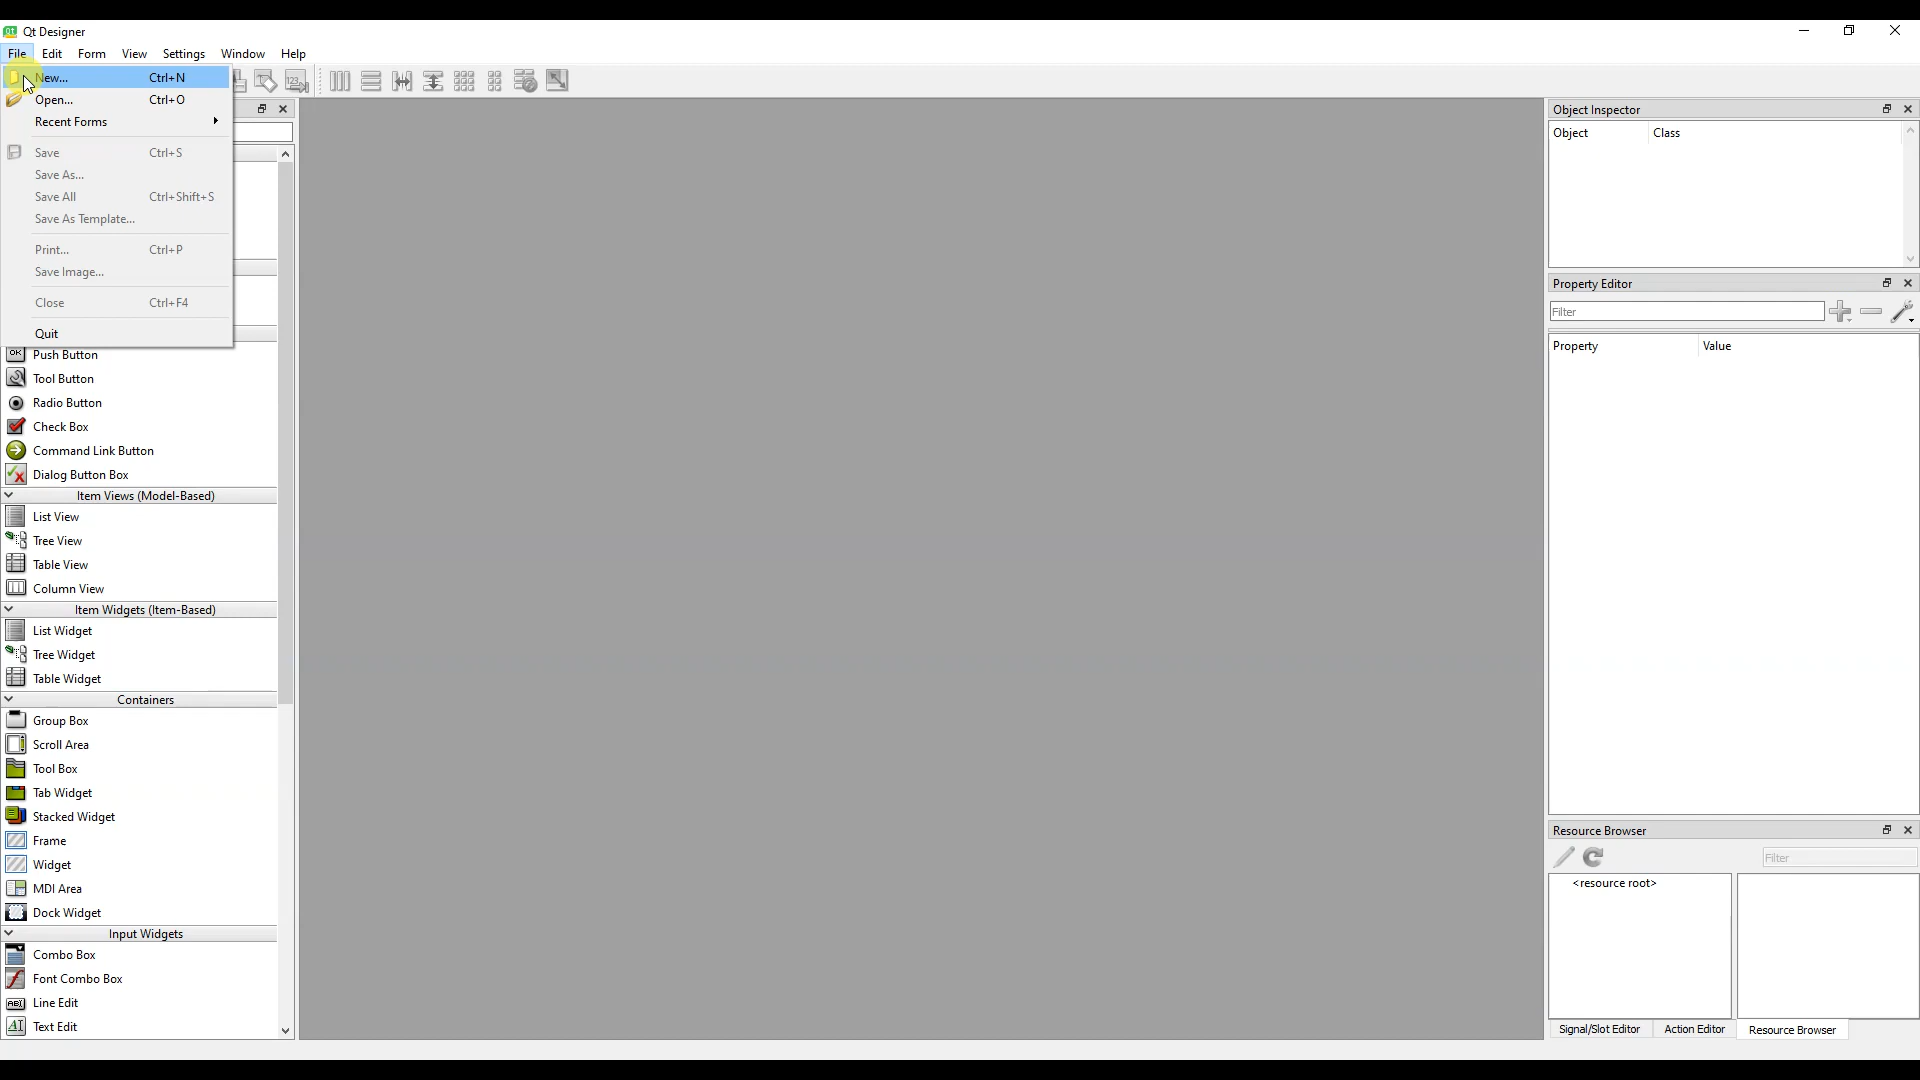 Qt Designer
File Edit Form View Settings Window Help
New... Ctrl+N
Open... Ctrl+O
Recent Forms
Save Ctrl+S
Save As...
Save All Ctrl+Shift+S
Save As Template...
Print... Ctrl+P
Save Image...
Close Ctrl+F4
Quit
Push Button
Tool Button
Radio Button
Check Box
Command Link Button
Dialog Button Box
Item Views (Model-Based)
List View
Tree View
Table View
Column View
Item Widgets (Item-Based)
List Widget
Tree Widget
Table Widget
Containers
Group Box
Scroll Area
Tool Box
Tab Widget
Stacked Widget
Frame
Widget
MDI Area
Dock Widget
Input Widgets
Combo Box
Font Combo Box
Line Edit
Text Edit
Object Inspector
Object Class
Property Editor
Filter
Property Value
Resource Browser
Filter
<resource root>
Signal/Slot Editor Action Editor Resource Browser